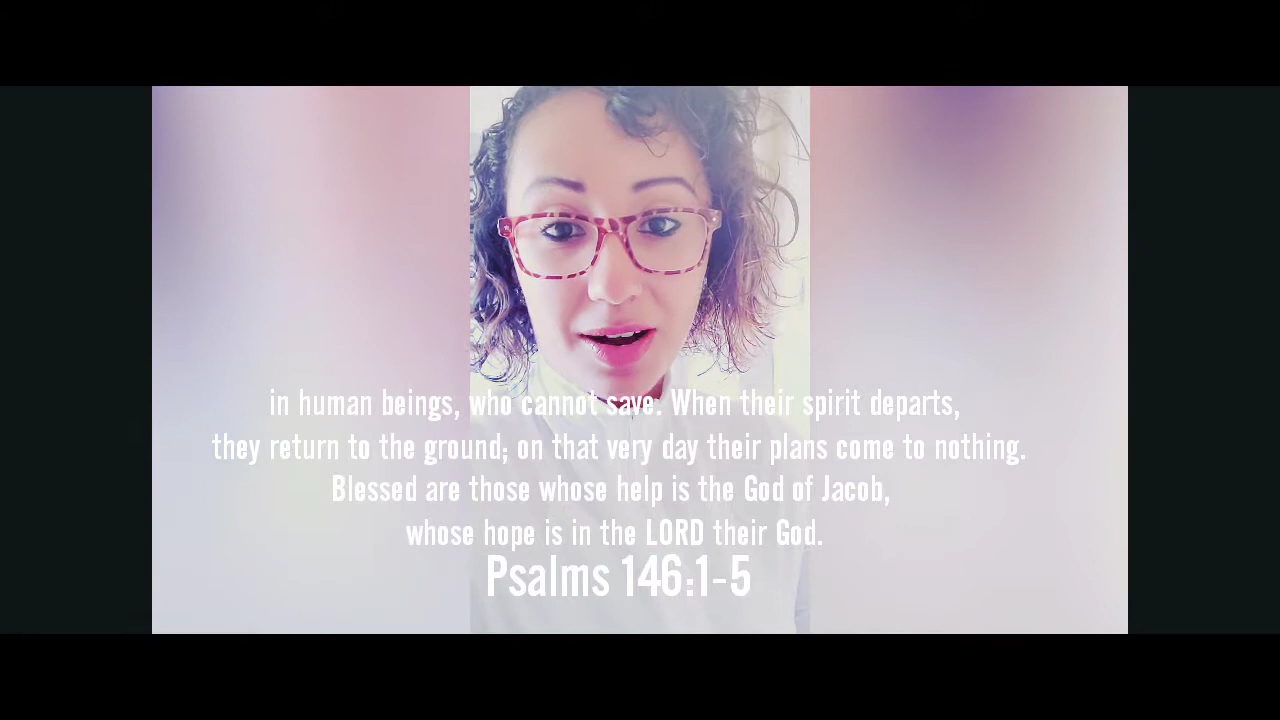 in human beings, who cannot save. When their spirit departs,
they return to the ground; on that very day their plans come to nothing.
Blessed are those whose help is the God of Jacob,
whose hope is in the LORD their God.
Psalms 146:1-5